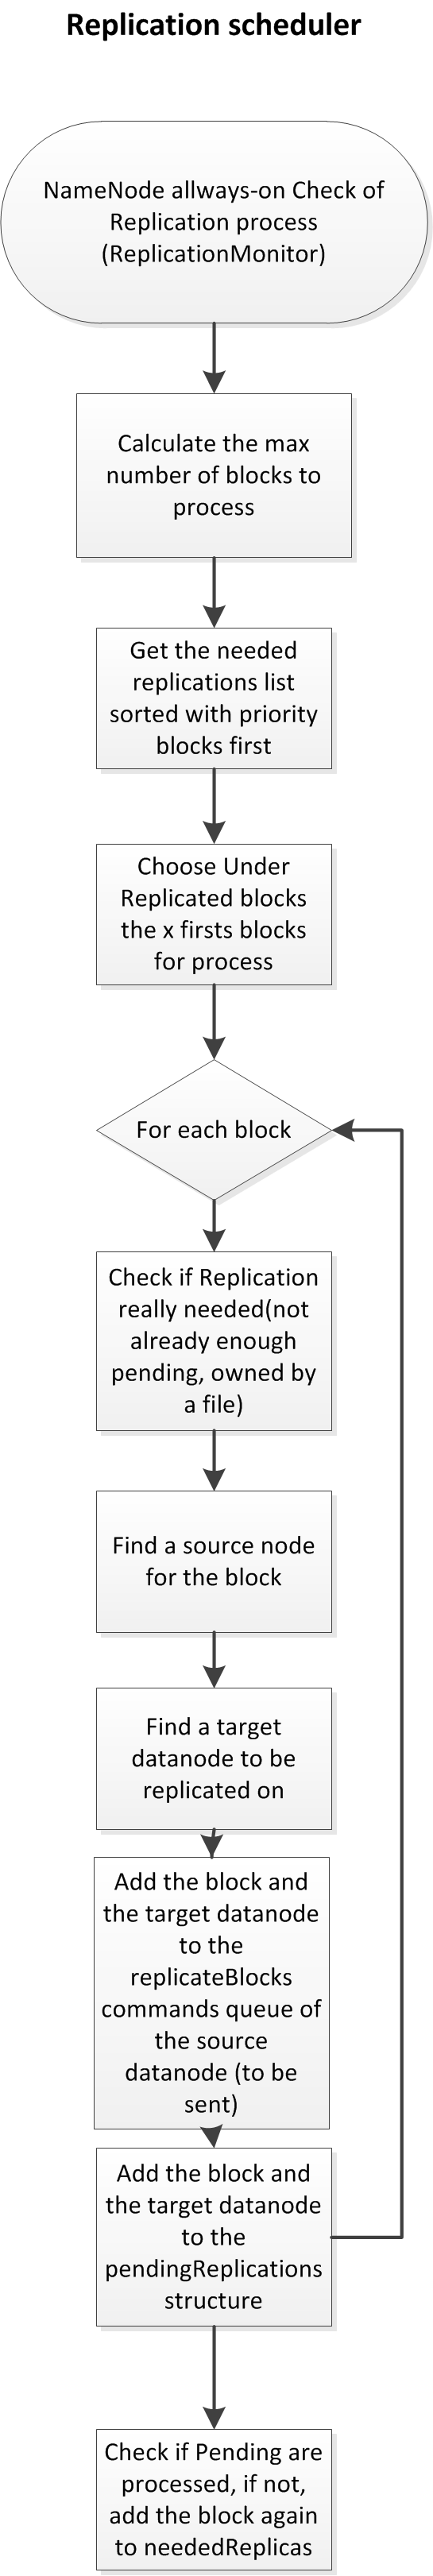 Replication scheduler
NameNode allways-on Check of
Replication process
(ReplicationMonitor)
Calculate the max
number of blocks to
process
Get the needed
replications list
sorted with priority
blocks first
Choose Under
Replicated blocks
the x firsts blocks
for process
For each block
Check if Replication
really needed(not
already enough
pending, owned by
a file)
Find a source node
for the block
Find a target
datanode to be
replicated on
Add the block and
the target datanode
to the
replicateBlocks
commands queue of
the source
datanode (to be
sent)
Add the block and
the target datanode
to the
pendingReplications
structure
Check if Pending are
processed, if not,
add the block again
to neededReplicas